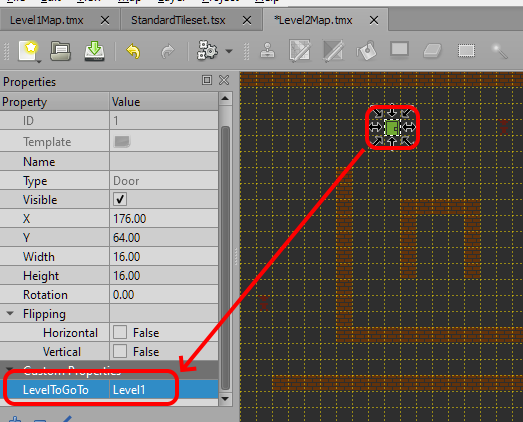 Level1Map.tmx
StandardTileset.tsx
*Level2Map.tmx
Properties
Property Value
ID 1
Template
Name
Type Door
Visible
X 176.00
Y 64.00
Width 16.00
Height 16.00
Rotation 0.00
Flipping
Horizontal False
Vertical False
Custom Properties
LevelToGoTo Level1